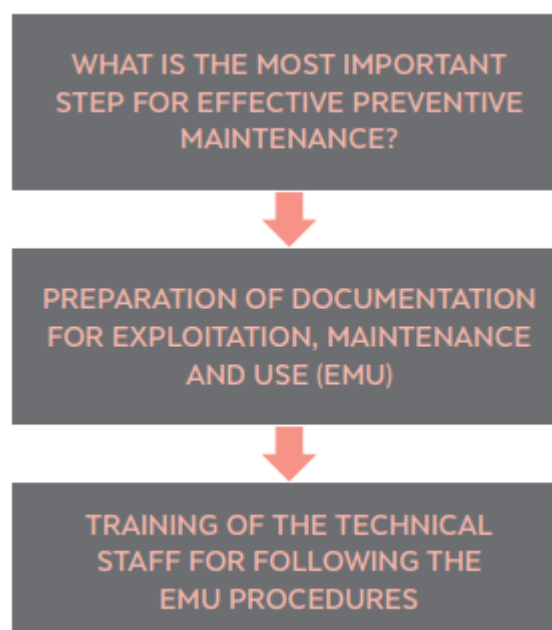 WHAT IS THE MOST IMPORTANT
STEP FOR EFFECTIVE PREVENTIVE
MAINTENANCE?
PREPARATION OF DOCUMENTATION
FOR EXPLOITATION, MAINTENANCE
AND USE (EMU)
TRAINING OF THE TECHNICAL
STAFF FOR FOLLOWING THE
EMU PROCEDURES